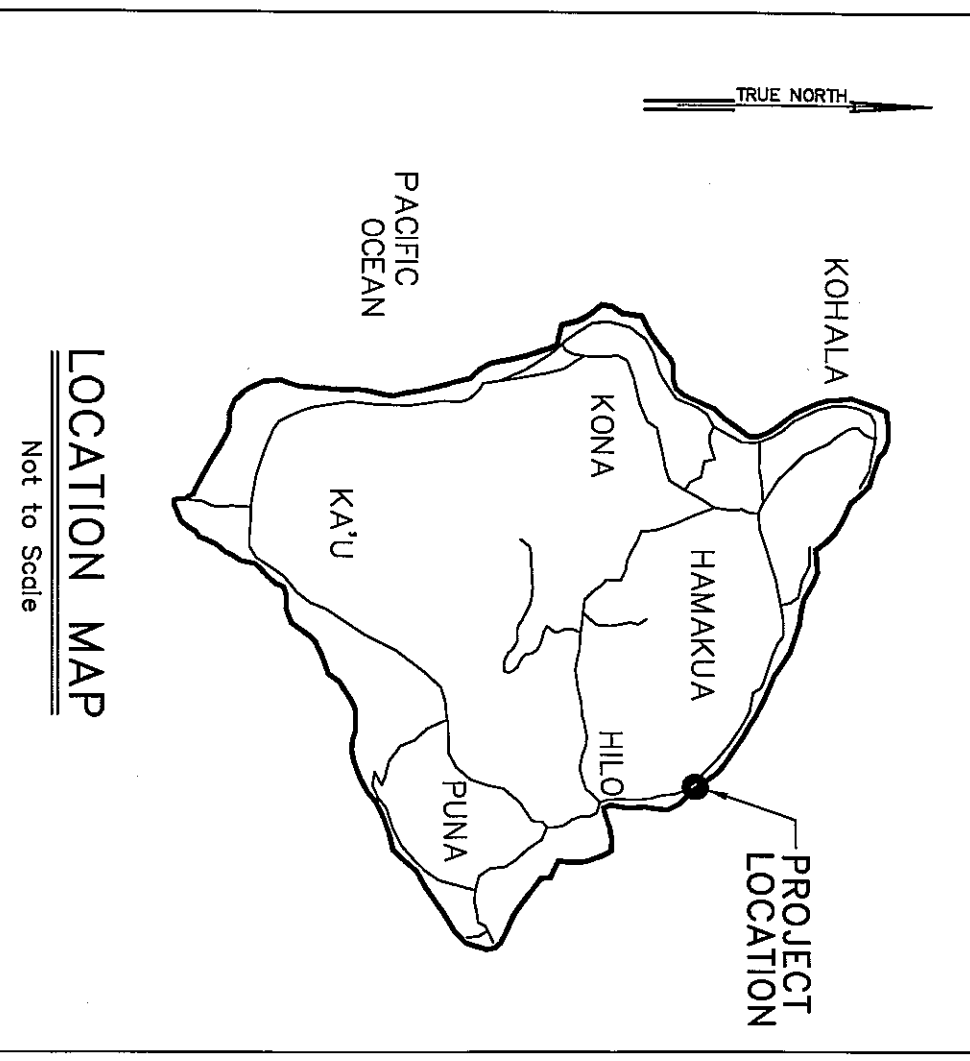 TRUE NORTH
KOHALA
PACIFIC
OCEAN
KONA
HAMAKUA
HILO
KA'U
PUNA
PROJECT
LOCATION
LOCATION MAP
Not to Scale